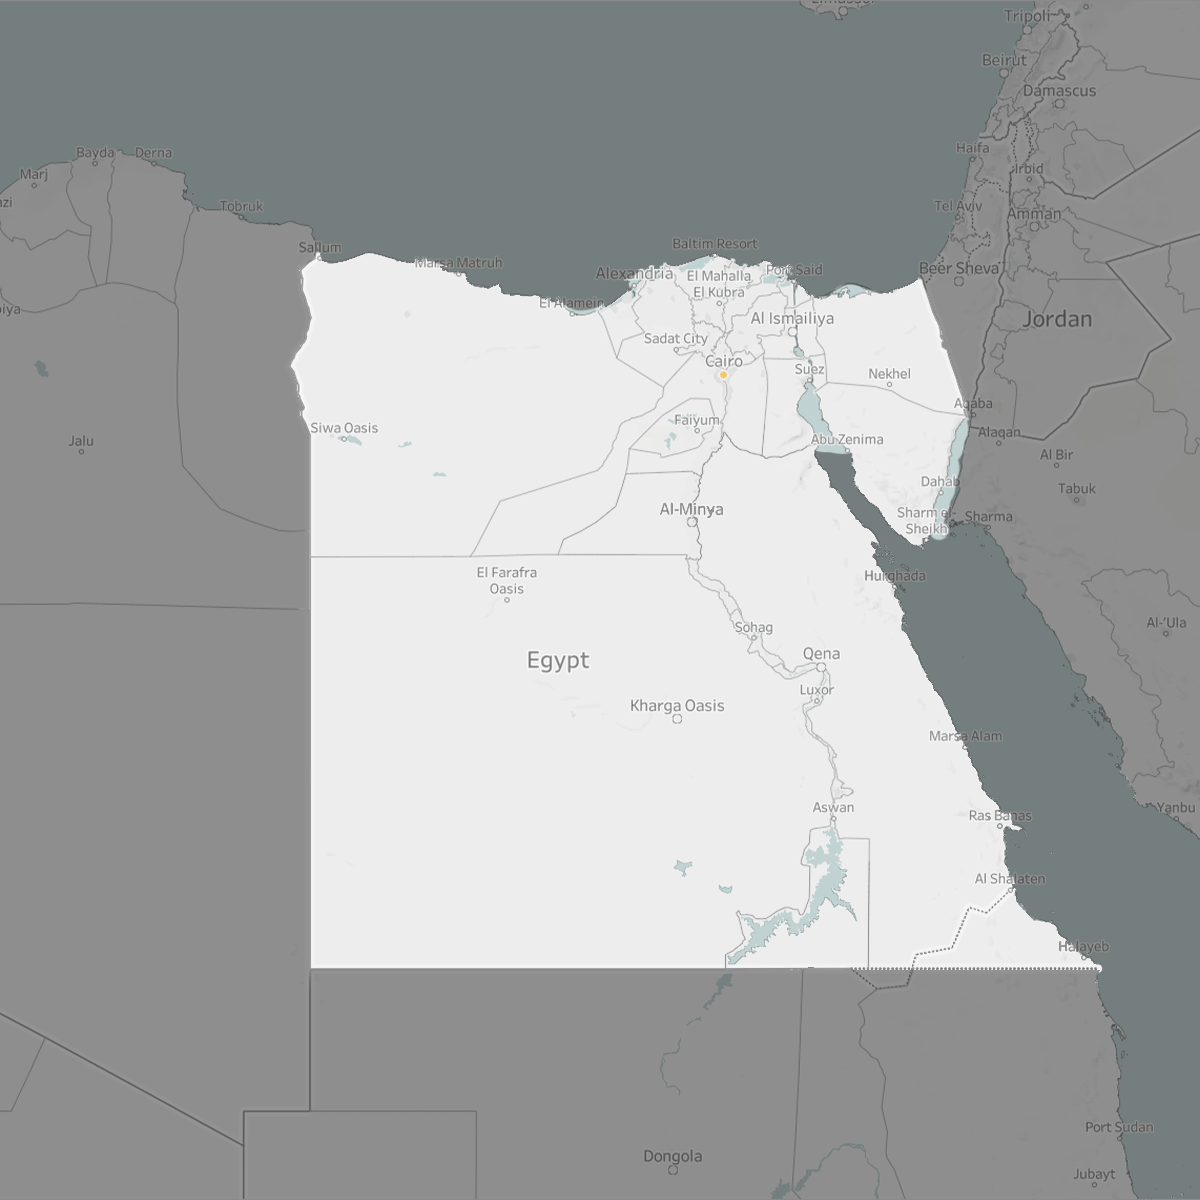 Tripoli
Beirut
Damascus
Bayda
Derna
Haifa
Marj
Irbid
Tobruk
Tel Aviv
Amman
Sallum
Baltim Resort
Marsa Matruh
Alexandria
El Mahalla
El Kubra
Port Said
Beer Sheva
El Alamein
Al Ismailiya
Jordan
Sadat City
Cairo
Suez
Nekhel
Aqaba
Siwa Oasis
Faiyum
Abu Zenima
Alaqan
Jalu
Al Bir
Dahab
Tabuk
Al-Minya
Sharm el-
Sheikh
Sharma
El Farafra
Oasis
Hurghada
Sohag
Al-'Ula
Egypt
Qena
Luxor
Kharga Oasis
Marsa Alam
Aswan
Ras Banas
Yanbu
Al Shalaten
Halayeb
Port Sudan
Dongola
Jubayt